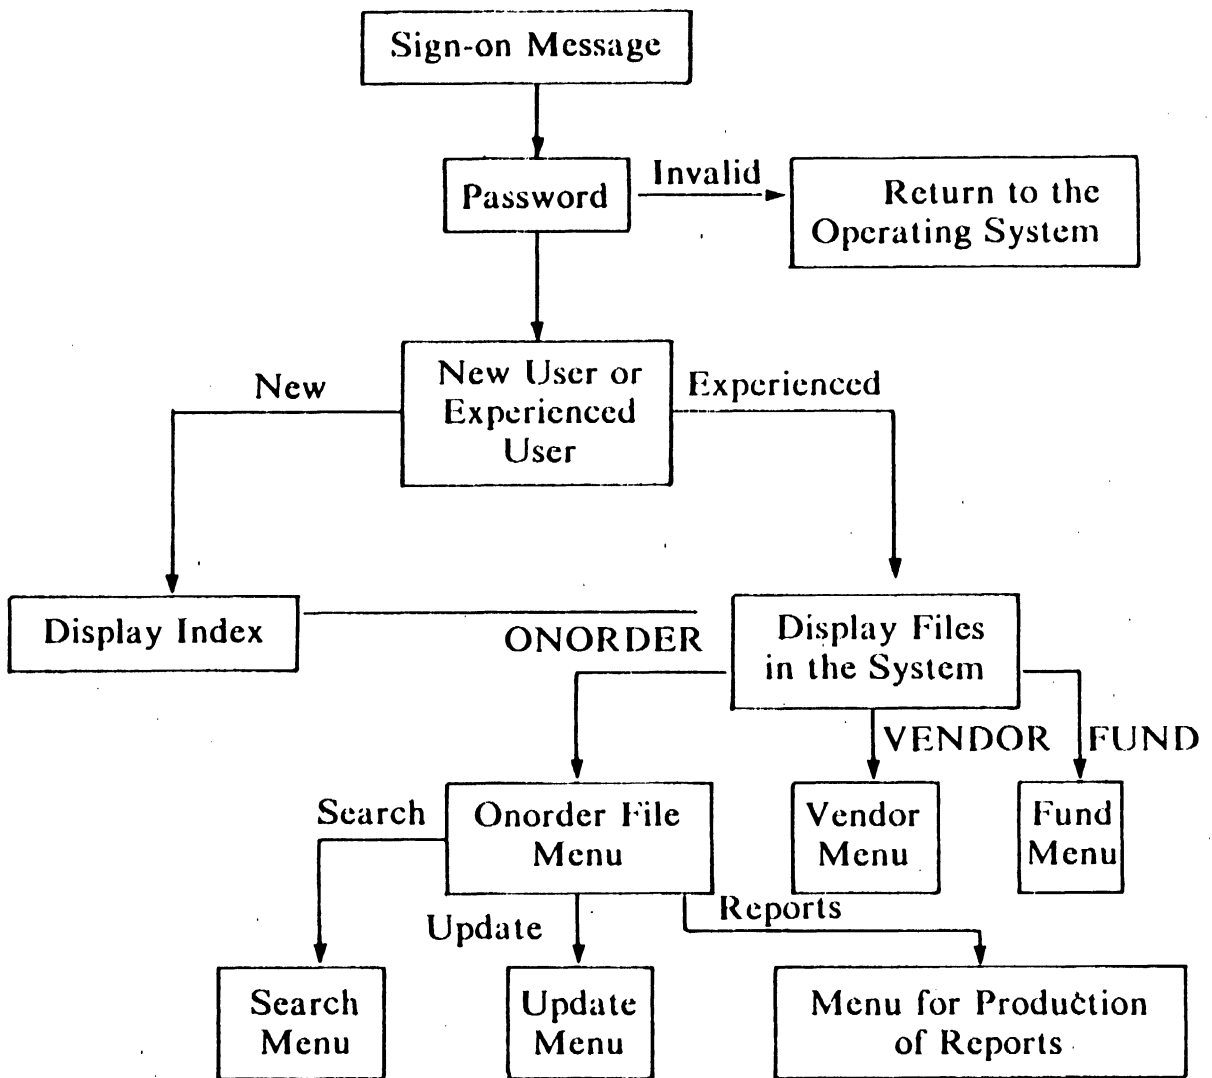 Sign-on Message
Password
Invalid
Return to the
Operating System
New
New User or
Experienced
User
Experienced
Display Index
ONORDER
Display Files
in the System
VENDOR
FUND
Search
Onorder File
Menu
Vendor
Menu
Fund
Menu
Update
Reports
Search
Menu
Update
Menu
Menu for Production
of Reports